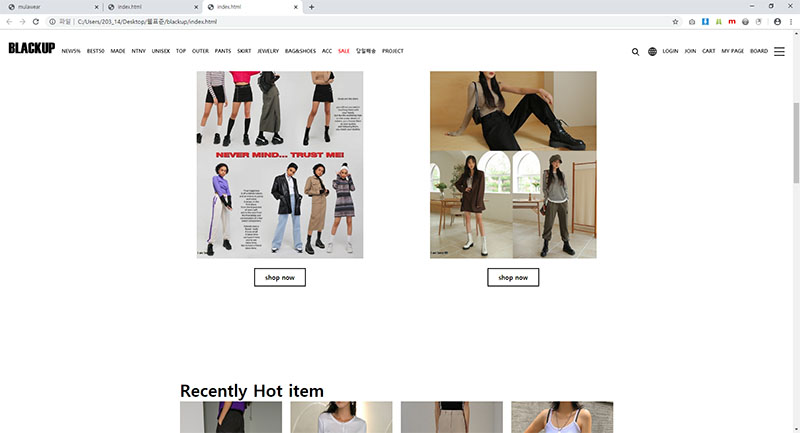 mulawear
index.html
index.html
파일 | C:/Users/203_14/Desktop/웹표준/blackup/index.html
BLACKUP NEW5% BEST50 MADE NTNY UNISEX TOP OUTER PANTS SKIRT JEWELRY BAG&SHOES ACC SALE 당일배송 PROJECT LOGIN JOIN CART MY PAGE BOARD
NEVER MIND... TRUST ME!
shop now
shop now
Recently Hot item